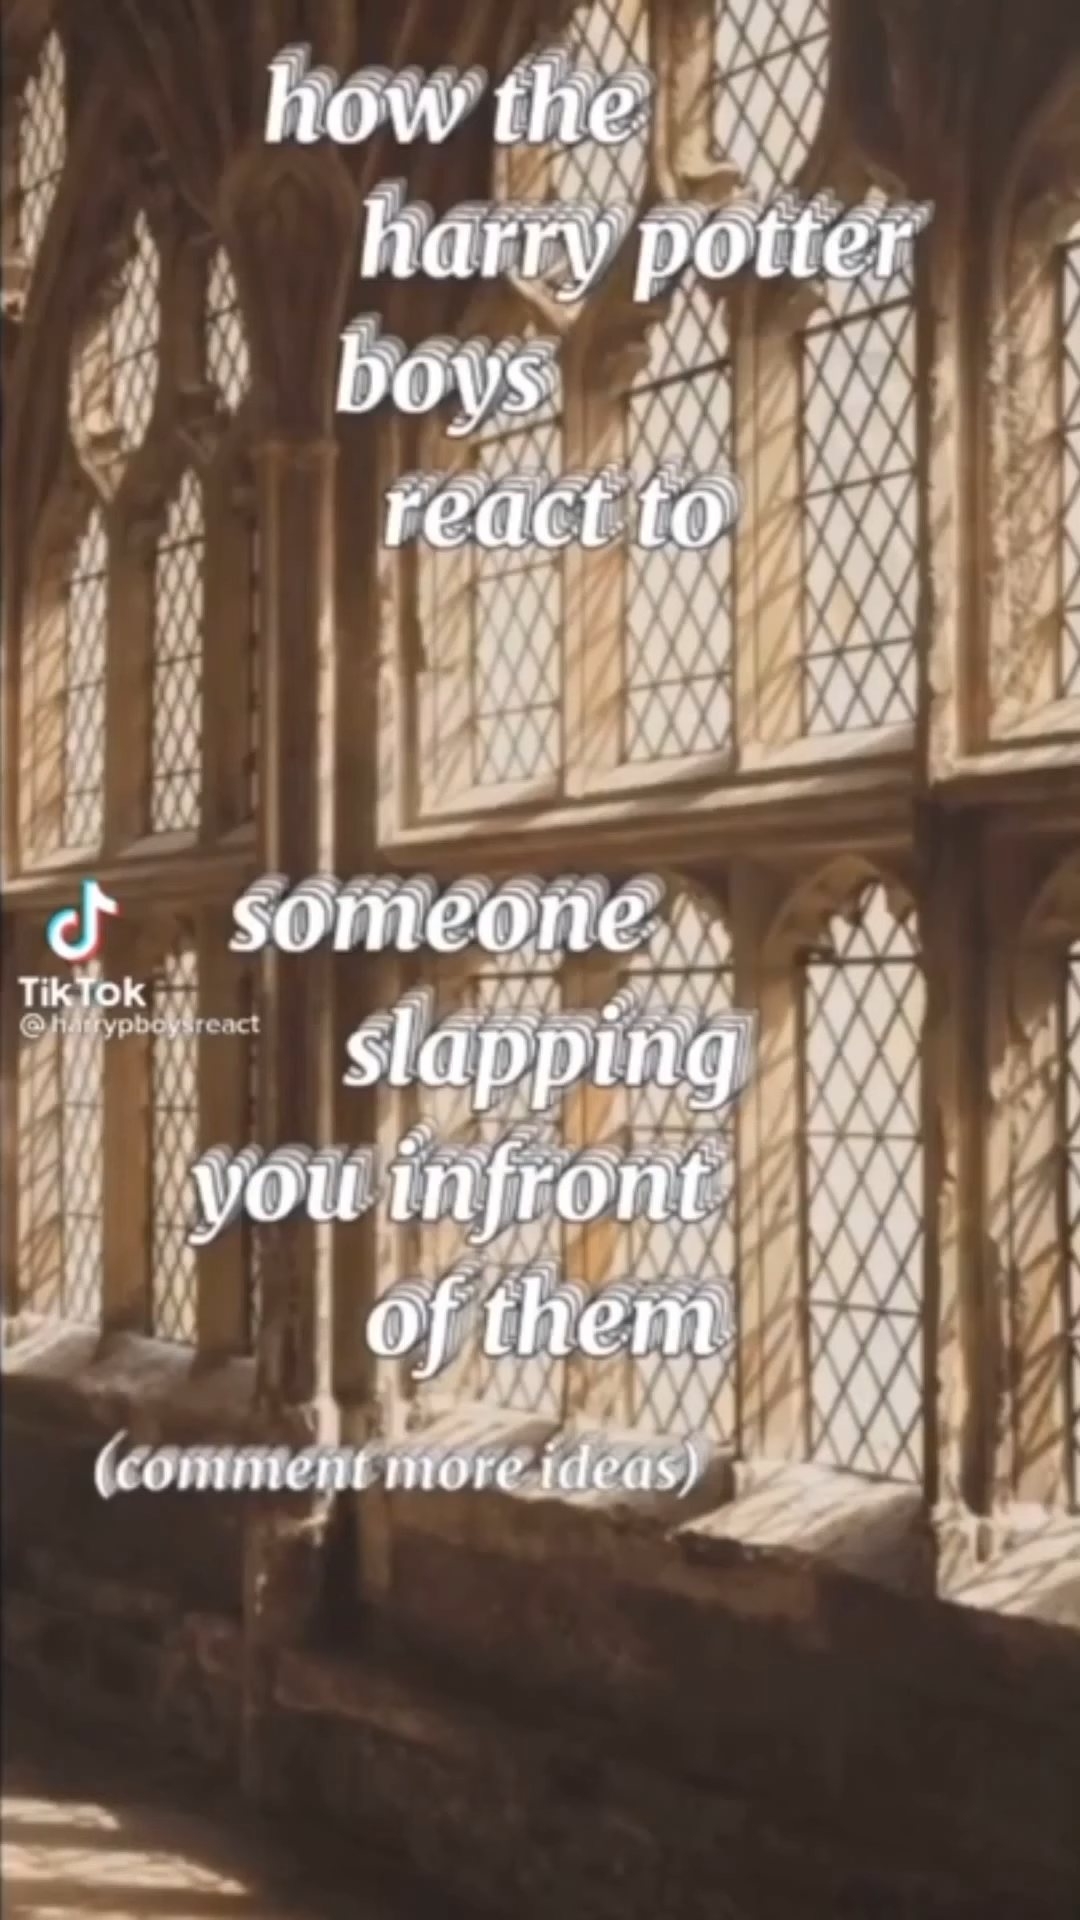 how the
harry potter
boys
react to
someone
slapping
you infront
of them
(comment more ideas)
TikTok
@harrypboysreact